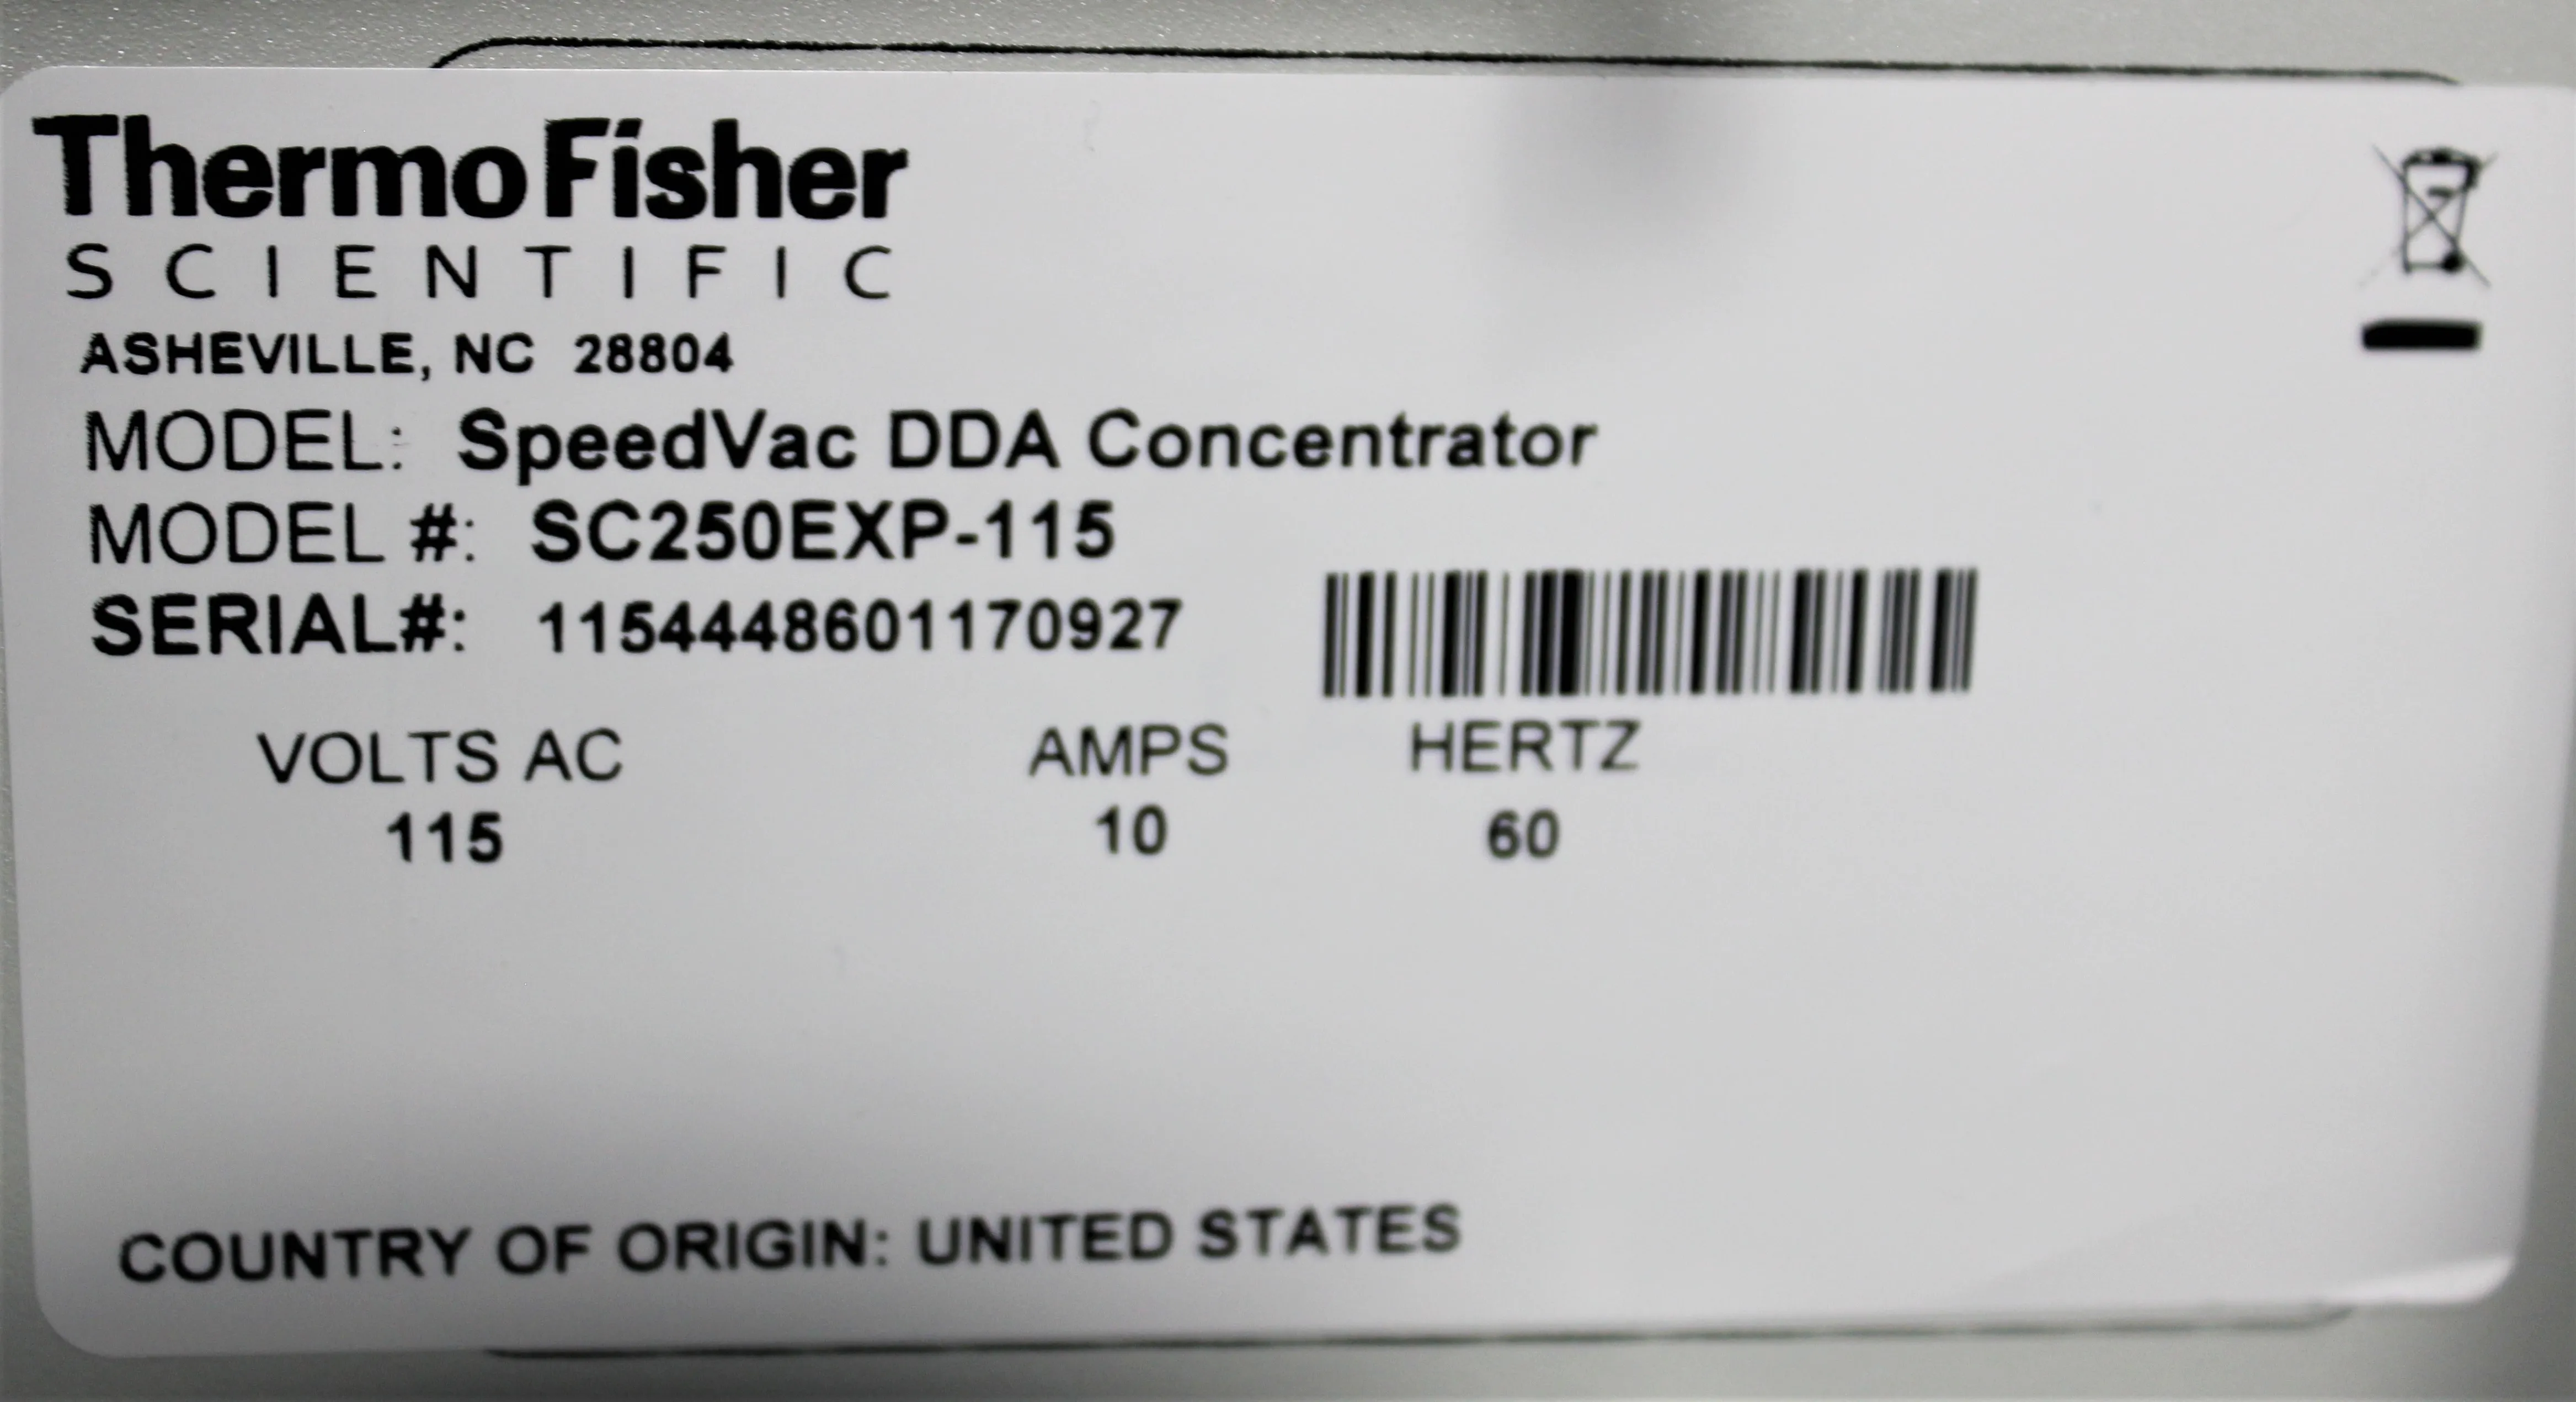 ThermoFisher
SCIENTIFIC
ASHEVILLE, NC 28804
MODEL: SpeedVac DDA Concentrator
MODEL #: SC250EXP-115
SERIAL#: 1154448601170927
VOLTS AC AMPS HERTZ
115 10 60
COUNTRY OF ORIGIN: UNITED STATES